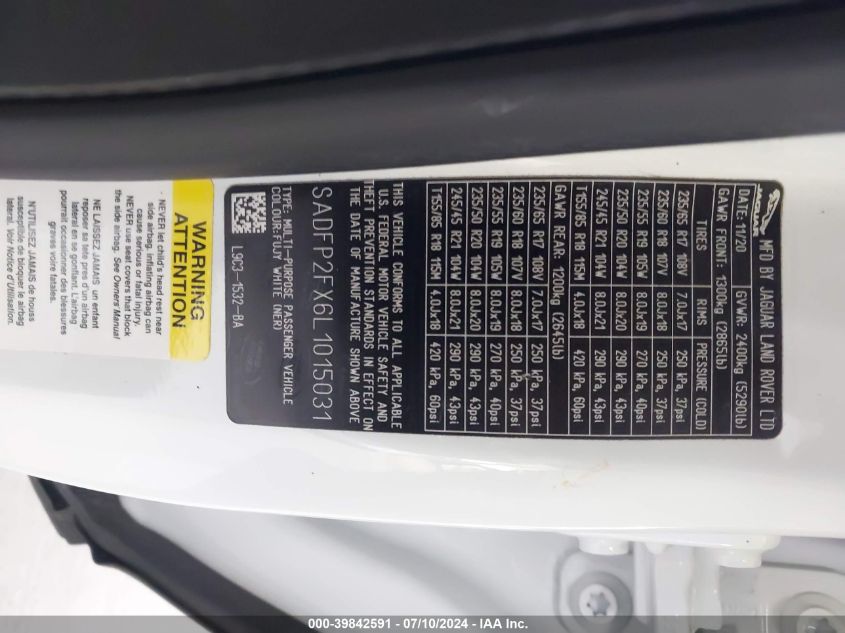 JAGUAR
MFD BY JAGUAR LAND ROVER LTD
DATE: 11/20 GVWR: 2400kg (5290lb)
GAWR FRONT: 1300kg (2865lb)
TIRES RIMS PRESSURE (COLD)
235/65 R17 108V 7.0Jx17 250 kPa, 37psi
235/60 R18 107V 8.0Jx18 250 kPa, 37psi
235/55 R19 105W 8.0Jx19 270 kPa, 40psi
235/50 R20 104W 8.0Jx20 290 kPa, 43psi
245/45 R21 104W 8.0Jx21 290 kPa, 43psi
T155/85 R18 115M 4.0Jx18 420 kPa, 60psi
GAWR REAR: 1200kg (2645lb)
235/65 R17 108V 7.0Jx17 250 kPa, 37psi
235/60 R18 107V 8.0Jx18 250 kPa, 37psi
235/55 R19 105W 8.0Jx19 270 kPa, 40psi
235/50 R20 104W 8.0Jx20 290 kPa, 43psi
245/45 R21 104W 8.0Jx21 290 kPa, 43psi
T155/85 R18 115M 4.0Jx18 420 kPa, 60psi
THIS VEHICLE CONFORMS TO ALL APPLICABLE
U.S. FEDERAL MOTOR VEHICLE SAFETY AND
THEFT PREVENTION STANDARDS IN EFFECT ON
THE DATE OF MANUFACTURE SHOWN ABOVE
SADFP2FX6L1015031
TYPE: MULTI-PURPOSE PASSENGER VEHICLE
COLOUR: FUJI WHITE (NER)
L9C3-1532-BA
WARNING
ATTENTION
- NEVER let child's head rest near
side airbag inflating airbag can
cause serious or fatal injury.
NEVER use seat covers that block
the side airbag. See Owners' Manual
NE LAISSEZ JAMAIS un enfant
reposer sa tete pres d'un airbag
lateral en se gonflant. L'airbag
pourrait occasionner des blessures
graves voire fatales.
N'UTILISEZ JAMAIS de houss
susceptible de bloquer le airbag
lateral. Voir Notice d'Utilisation.
000-39842591 - 07/10/2024 - IAA Inc.